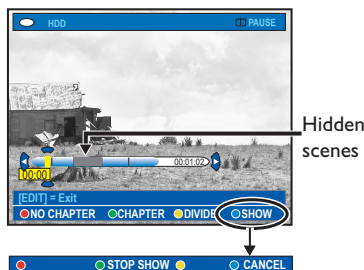 HDD
PAUSE
Hidden
scenes
00:01:02
00:00
[EDIT] = Exit
NO CHAPTER CHAPTER DIVIDE SHOW
STOP SHOW CANCEL